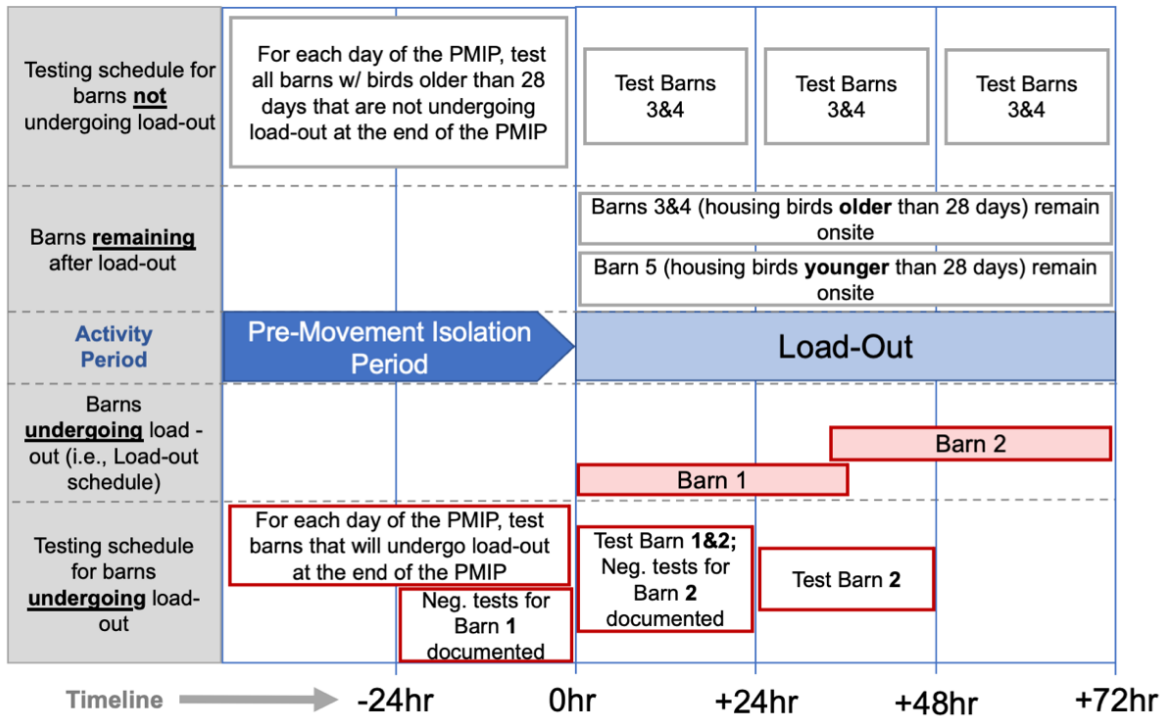 Testing schedule for
barns not
undergoing load-out
For each day of the PMIP, test
all barns w/ birds older than 28
days that are not undergoing
load-out at the end of the PMIP
Test Barns
3&4
Test Barns
3&4
Test Barns
3&4
Barns remaining
after load-out
Barns 3&4 (housing birds older than 28 days) remain
onsite
Barn 5 (housing birds younger than 28 days) remain
onsite
Activity
Period
Pre-Movement Isolation
Period
Load-Out
Barns
undergoing load -
out (i.e., Load-out
schedule)
Barn 2
Barn 1
Testing schedule
for barns
undergoing load-
out
For each day of the PMIP, test
barns that will undergo load-out
at the end of the PMIP
Neg. tests for
Barn 1
documented
Test Barn 1&2;
Neg. tests for
Barn 2
documented
Test Barn 2
Timeline
-24hr
0hr
+24hr
+48hr
+72hr